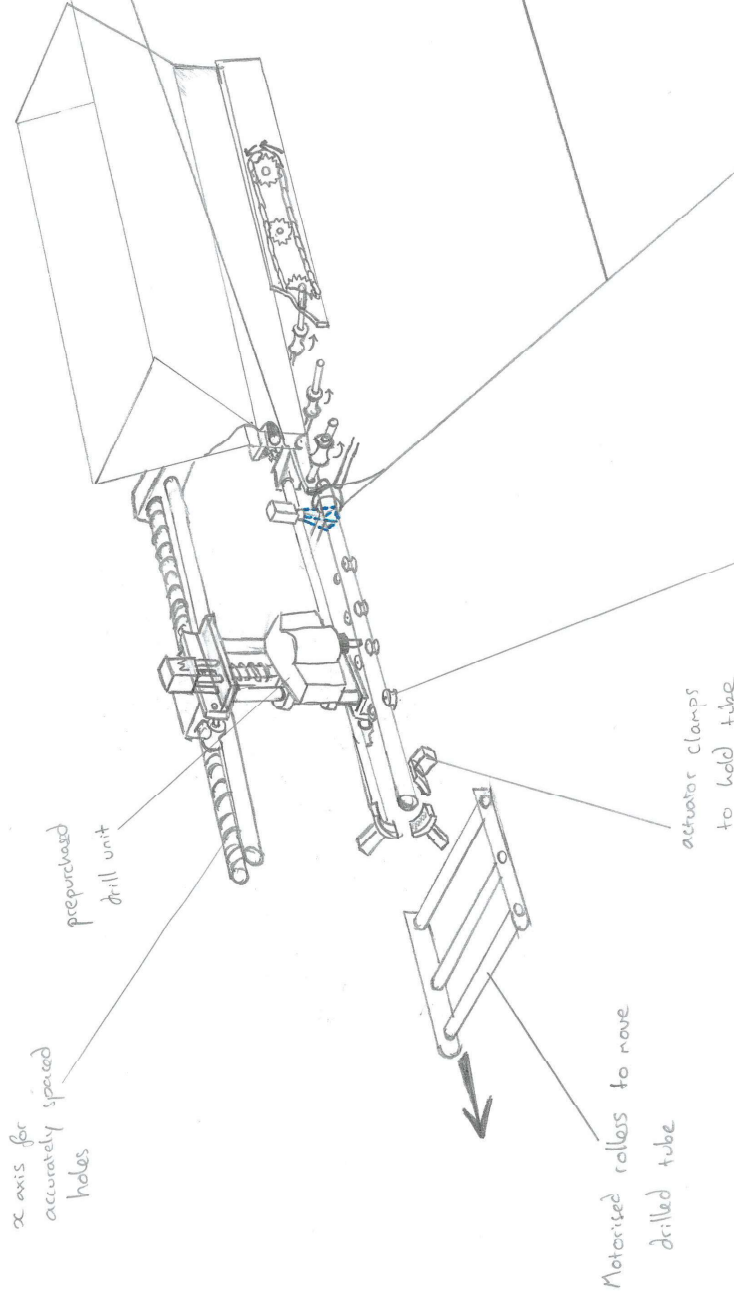 x axis for
accurately spaced
holes
prepurchased
drill unit
M
Motorised rollers to move
drilled tube
actuator clamps
to hold tube